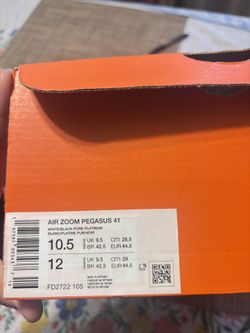 AIR ZOOM PEGASUS 41
WHITE/BLACK-PURE PLATINUM
BLANC/PLATINE PUR/NOIR
10.5 UK 9.5 CM 28.5
BR 42.5 EUR 44.5
12 UK 9.5 CM 29
BR 42.5 EUR 44.5
FD2722 105